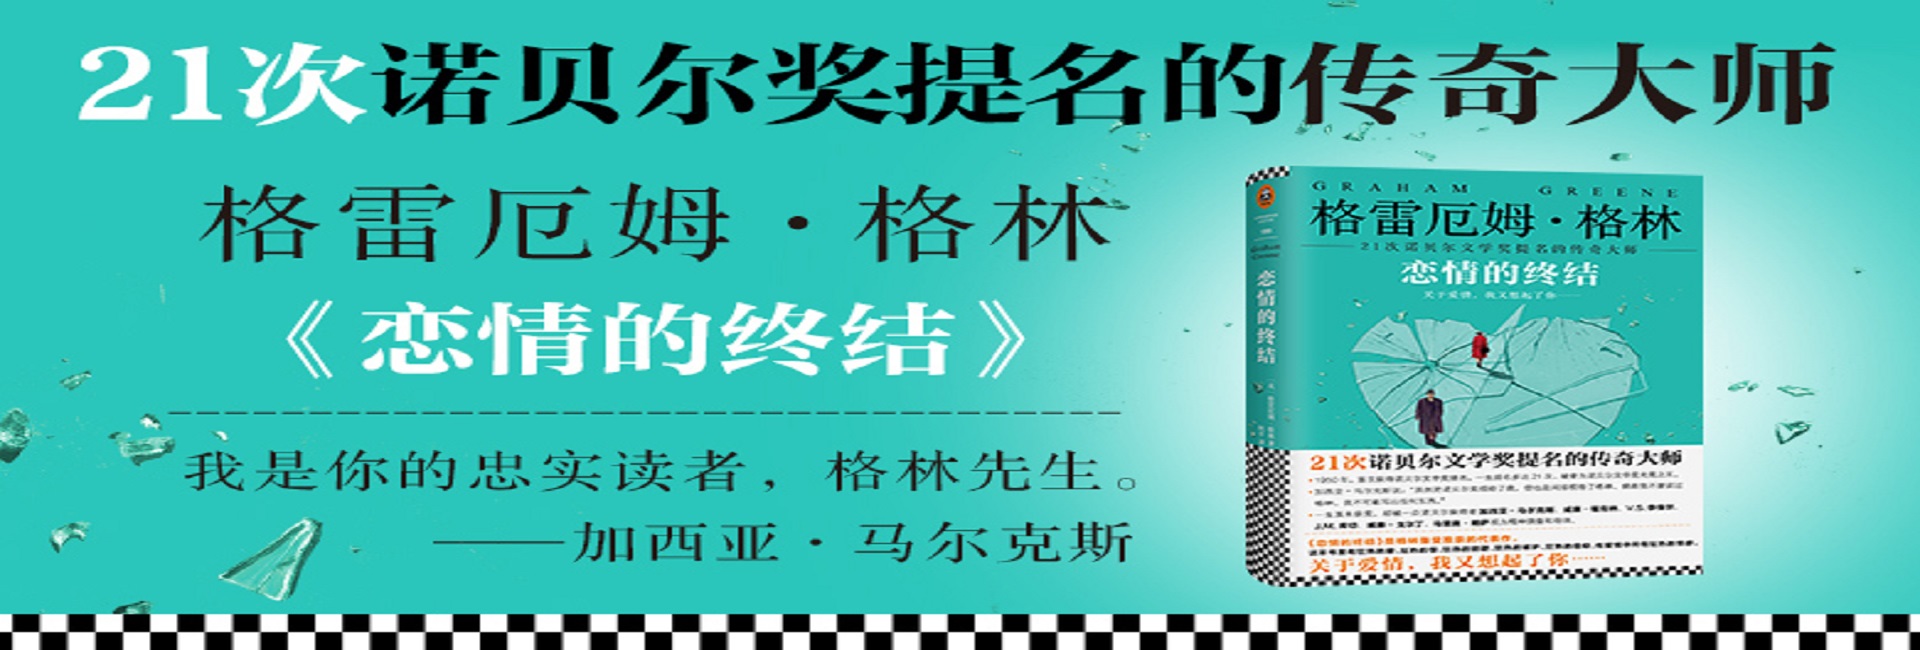 21次诺贝尔奖提名的传奇大师
格雷厄姆·格林
《恋情的终结》
我是你的忠实读者，格林先生。
——加西亚·马尔克斯
GRAHAM GREENE
格雷厄姆·格林
21次诺贝尔文学奖提名的传奇大师
恋情的终结
关于爱情，我又想起了你——
恋情的终结
21次诺贝尔文学奖提名的传奇大师
关于爱情，我又想起了你……